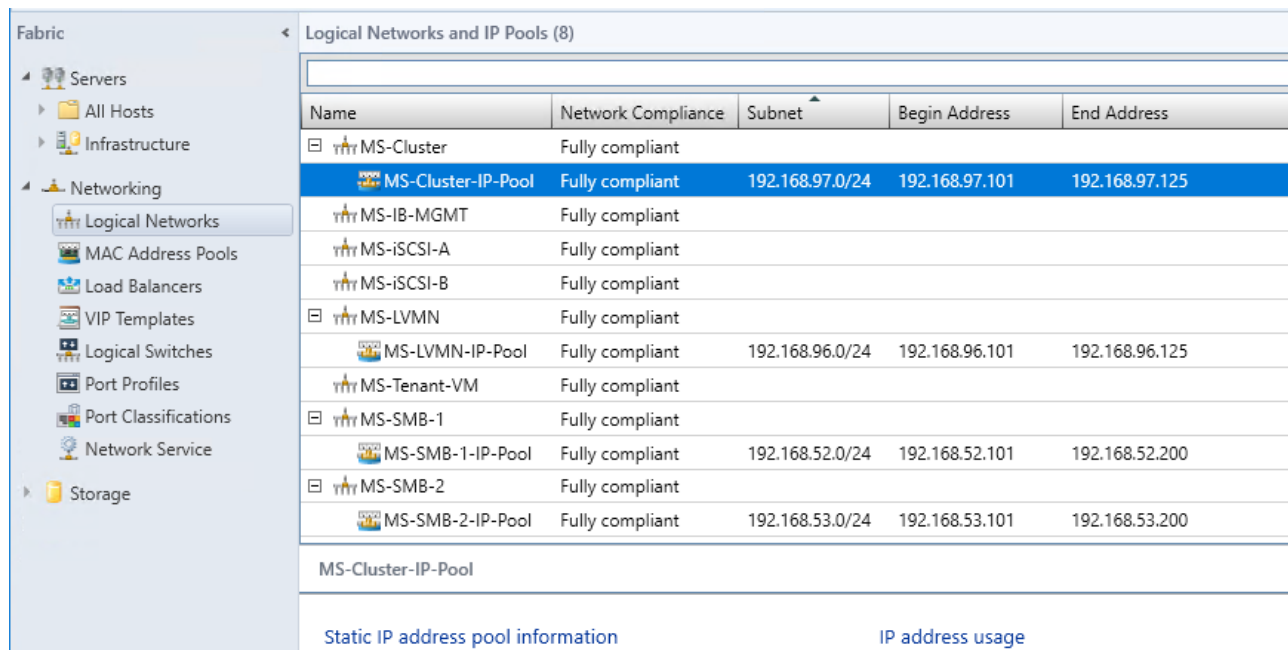 Fabric
Servers
All Hosts
Infrastructure
Networking
Logical Networks
MAC Address Pools
Load Balancers
VIP Templates
Logical Switches
Port Profiles
Port Classifications
Network Service
Storage
Logical Networks and IP Pools (8)
Name Network Compliance Subnet Begin Address End Address
MS-Cluster Fully compliant
MS-Cluster-IP-Pool Fully compliant 192.168.97.0/24 192.168.97.101 192.168.97.125
MS-IB-MGMT Fully compliant
MS-iSCSI-A Fully compliant
MS-iSCSI-B Fully compliant
MS-LVMN Fully compliant
MS-LVMN-IP-Pool Fully compliant 192.168.96.0/24 192.168.96.101 192.168.96.125
MS-Tenant-VM Fully compliant
MS-SMB-1 Fully compliant
MS-SMB-1-IP-Pool Fully compliant 192.168.52.0/24 192.168.52.101 192.168.52.200
MS-SMB-2 Fully compliant
MS-SMB-2-IP-Pool Fully compliant 192.168.53.0/24 192.168.53.101 192.168.53.200
MS-Cluster-IP-Pool
Static IP address pool information IP address usage